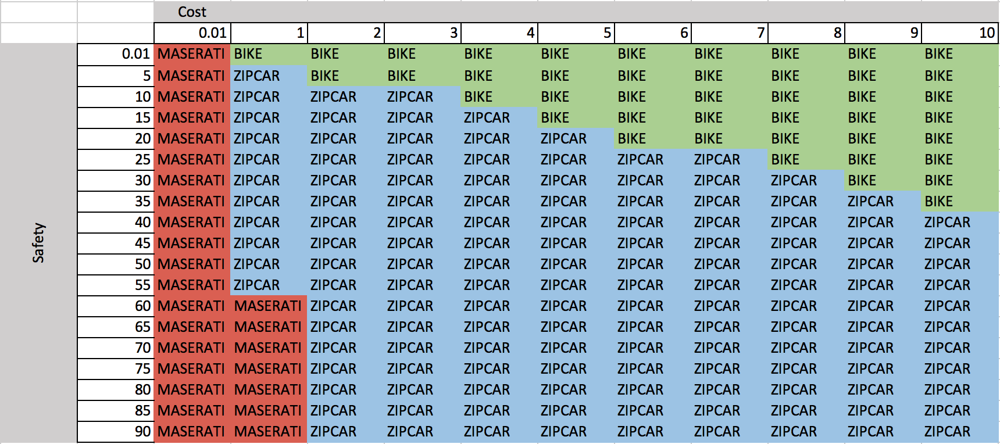 Cost
0.01 1 2 3 4 5 6 7 8 9 10
0.01 MASERATI BIKE BIKE BIKE BIKE BIKE BIKE BIKE BIKE BIKE BIKE
5 MASERATI ZIPCAR BIKE BIKE BIKE BIKE BIKE BIKE BIKE BIKE BIKE
10 MASERATI ZIPCAR ZIPCAR ZIPCAR BIKE BIKE BIKE BIKE BIKE BIKE BIKE
15 MASERATI ZIPCAR ZIPCAR ZIPCAR ZIPCAR BIKE BIKE BIKE BIKE BIKE BIKE
20 MASERATI ZIPCAR ZIPCAR ZIPCAR ZIPCAR ZIPCAR BIKE BIKE BIKE BIKE BIKE
25 MASERATI ZIPCAR ZIPCAR ZIPCAR ZIPCAR ZIPCAR ZIPCAR ZIPCAR BIKE BIKE BIKE
30 MASERATI ZIPCAR ZIPCAR ZIPCAR ZIPCAR ZIPCAR ZIPCAR ZIPCAR ZIPCAR BIKE BIKE
35 MASERATI ZIPCAR ZIPCAR ZIPCAR ZIPCAR ZIPCAR ZIPCAR ZIPCAR ZIPCAR ZIPCAR BIKE
40 MASERATI ZIPCAR ZIPCAR ZIPCAR ZIPCAR ZIPCAR ZIPCAR ZIPCAR ZIPCAR ZIPCAR ZIPCAR
Safety
45 MASERATI ZIPCAR ZIPCAR ZIPCAR ZIPCAR ZIPCAR ZIPCAR ZIPCAR ZIPCAR ZIPCAR ZIPCAR
50 MASERATI ZIPCAR ZIPCAR ZIPCAR ZIPCAR ZIPCAR ZIPCAR ZIPCAR ZIPCAR ZIPCAR ZIPCAR
55 MASERATI ZIPCAR ZIPCAR ZIPCAR ZIPCAR ZIPCAR ZIPCAR ZIPCAR ZIPCAR ZIPCAR ZIPCAR
60 MASERATI MASERATI ZIPCAR ZIPCAR ZIPCAR ZIPCAR ZIPCAR ZIPCAR ZIPCAR ZIPCAR ZIPCAR
65 MASERATI MASERATI ZIPCAR ZIPCAR ZIPCAR ZIPCAR ZIPCAR ZIPCAR ZIPCAR ZIPCAR ZIPCAR
70 MASERATI MASERATI ZIPCAR ZIPCAR ZIPCAR ZIPCAR ZIPCAR ZIPCAR ZIPCAR ZIPCAR ZIPCAR
75 MASERATI MASERATI ZIPCAR ZIPCAR ZIPCAR ZIPCAR ZIPCAR ZIPCAR ZIPCAR ZIPCAR ZIPCAR
80 MASERATI MASERATI ZIPCAR ZIPCAR ZIPCAR ZIPCAR ZIPCAR ZIPCAR ZIPCAR ZIPCAR ZIPCAR
85 MASERATI MASERATI ZIPCAR ZIPCAR ZIPCAR ZIPCAR ZIPCAR ZIPCAR ZIPCAR ZIPCAR ZIPCAR
90 MASERATI MASERATI ZIPCAR ZIPCAR ZIPCAR ZIPCAR ZIPCAR ZIPCAR ZIPCAR ZIPCAR ZIPCAR